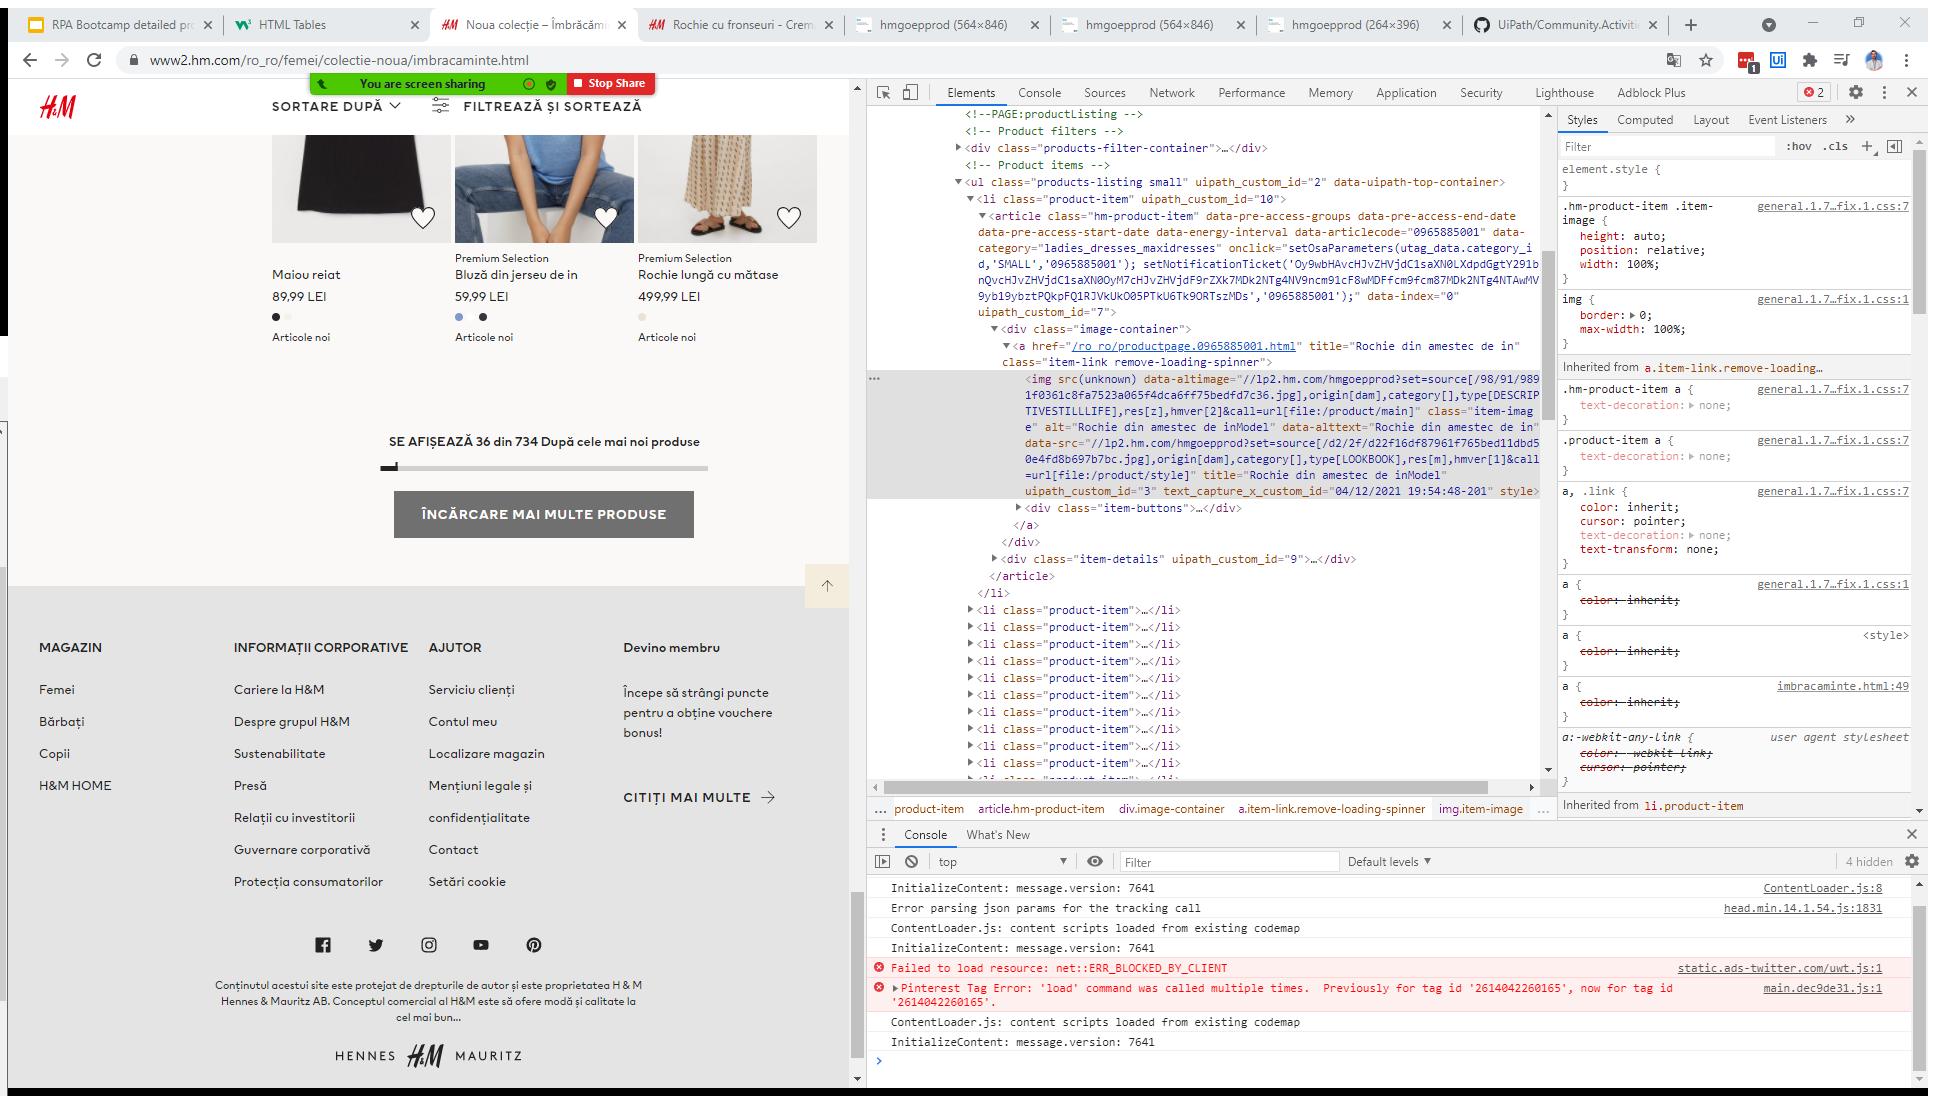 RPA Bootcamp detailed pro
HTML Tables
H&M Noua colecție – Îmbrăcămi
H&M Rochie cu fronseuri - Crem
hmgoepprod (564×846)
hmgoepprod (564×846)
hmgoepprod (264×396)
UiPath/Community.Activitie
www2.hm.com/ro_ro/femei/colectie-noua/imbracaminte.html
1
Ui
You are screen sharing
Stop Share
H&M
SORTARE DUPĂ
FILTREAZĂ ȘI SORTEAZĂ
Maiou reiat
89,99 LEI
Articole noi
Premium Selection
Bluză din jerseu de in
59,99 LEI
Articole noi
Premium Selection
Rochie lungă cu mătase
499,99 LEI
Articole noi
SE AFIȘEAZĂ 36 din 734 După cele mai noi produse
ÎNCĂRCARE MAI MULTE PRODUSE
MAGAZIN
Femei
Bărbați
Copii
H&M HOME
INFORMAȚII CORPORATIVE
Cariere la H&M
Despre grupul H&M
Sustenabilitate
Presă
Relații cu investitorii
Guvernare corporativă
Protecția consumatorilor
AJUTOR
Serviciu clienți
Contul meu
Localizare magazin
Mențiuni legale și
confidențialitate
Contact
Setări cookie
Devino membru
Începe să strângi puncte
pentru a obține vouchere
bonus!
CITIȚI MAI MULTE
Conținutul acestui site este protejat de drepturile de autor și este proprietatea H & M
Hennes & Mauritz AB. Conceptul comercial al H&M este să ofere modă și calitate la
cel mai bun...
HENNES H&M MAURITZ
Elements
Console
Sources
Network
Performance
Memory
Application
Security
Lighthouse
Adblock Plus
2
<!--PAGE:productListing -->
<!-- Product filters -->
<div class="products-filter-container">…</div>
<!-- Product items -->
<ul class="products-listing small" uipath_custom_id="2" data-uipath-top-container>
<li class="product-item" uipath_custom_id="10">
<article class="hm-product-item" data-pre-access-groups data-pre-access-end-date
data-pre-access-start-date data-energy-interval data-articlecode="0965885001" data-
category="ladies_dresses_maxidresses" onclick="setOsaParameters(utag_data.category_i
d,'SMALL','0965885001'); setNotificationTicket('Oy9wbHAvcHJvZHVjdC1saXN0LXdpdGgtY291b
nQvcHJvZHVjdC1saXN0OyM7cHJvZHVjdF9rZXk7MDk2NTg4NV9ncm91cF8wMDFfcm9fcm87MDk2NTg4NTAwMV
9yb19ybztPQkpFQ1RJVkUkO05PTkU6Tk9ORTszMDs','0965885001');" data-index="0"
uipath_custom_id="7">
<div class="image-container">
<a href="/ro_ro/productpage.0965885001.html" title="Rochie din amestec de in"
class="item-link remove-loading-spinner">
<img src(unknown) data-altimage="//lp2.hm.com/hmgoepprod?set=source[/98/91/989
1f0361c8fa7523a065f4dca6ff75bedfd7c36.jpg],origin[dam],category[],type[DESCRIP
TIVESTILLLIFE],res[z],hmver[2]&call=url[file:/product/main]" class="item-imag
e" alt="Rochie din amestec de inModel" data-alttext="Rochie din amestec de in"
data-src="//lp2.hm.com/hmgoepprod?set=source[/d2/2f/d22f16df87961f765bed11dbd5
0e4fd8b697b7bc.jpg],origin[dam],category[],type[LOOKBOOK],res[m],hmver[1]&call
=url[file:/product/style]" title="Rochie din amestec de inModel"
uipath_custom_id="3" text_capture_x_custom_id="04/12/2021 19:54:48-201" style>
<div class="item-buttons">…</div>
</a>
</div>
<div class="item-details" uipath_custom_id="9">…</div>
</article>
</li>
<li class="product-item">…</li>
<li class="product-item">…</li>
<li class="product-item">…</li>
<li class="product-item">…</li>
<li class="product-item">…</li>
<li class="product-item">…</li>
<li class="product-item">…</li>
<li class="product-item">…</li>
<li class="product-item">…</li>
<li class="product-item">…</li>
... product-item article.hm-product-item div.image-container a.item-link.remove-loading-spinner img.item-image ...
Styles
Computed
Layout
Event Listeners
Filter
:hov .cls
element.style {
}
.hm-product-item .item- general.1.7…fix.1.css:7
image {
height: auto;
position: relative;
width: 100%;
}
img { general.1.7…fix.1.css:1
border: 0;
max-width: 100%;
}
Inherited from a.item-link.remove-loading…
.hm-product-item a { general.1.7…fix.1.css:7
text-decoration: none;
}
.product-item a { general.1.7…fix.1.css:7
text-decoration: none;
}
a, .link { general.1.7…fix.1.css:7
color: inherit;
cursor: pointer;
text-decoration: none;
text-transform: none;
}
a { general.1.7…fix.1.css:1
color: inherit;
}
a { <style>
color: inherit;
}
a { imbracaminte.html:49
color: inherit;
}
a:-webkit-any-link { user agent stylesheet
color: -webkit-link;
cursor: pointer;
}
Inherited from li.product-item
Console
What's New
top
Filter
Default levels
4 hidden
InitializeContent: message.version: 7641 ContentLoader.js:8
Error parsing json params for the tracking call head.min.14.1.54.js:1831
ContentLoader.js: content scripts loaded from existing codemap
InitializeContent: message.version: 7641
Failed to load resource: net::ERR_BLOCKED_BY_CLIENT static.ads-twitter.com/uwt.js:1
Pinterest Tag Error: 'load' command was called multiple times. Previously for tag id '2614042260165', now for tag id main.dec9de31.js:1
'2614042260165'.
ContentLoader.js: content scripts loaded from existing codemap
InitializeContent: message.version: 7641